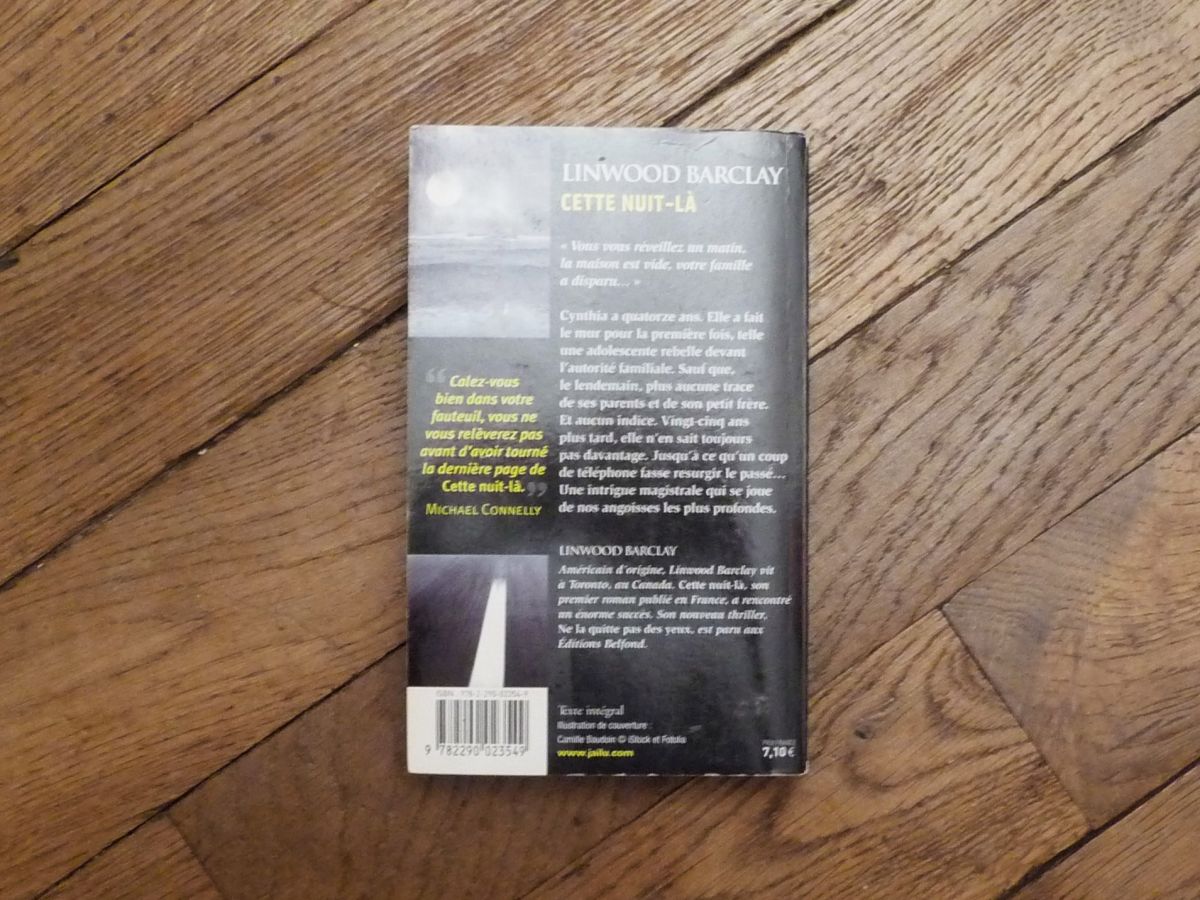 LINWOOD BARCLAY
CETTE NUIT-LÀ
« Vous vous réveillez un matin,
la maison est vide, votre famille
a disparu... »
Cynthia a quatorze ans. Elle a fait
le mur pour la première fois, telle
une adolescente rebelle devant
l'autorité familiale. Sauf que,
le lendemain, plus aucune trace
de ses parents et de son petit frère.
Et aucun indice. Vingt-cinq ans
plus tard, elle n'en sait toujours
pas davantage. Jusqu'à ce qu'un coup
de téléphone fasse resurgir le passé...
Une intrigue magistrale qui se joue
de nos angoisses les plus profondes.
“ Calez-vous
bien dans votre
fauteuil, vous ne
vous relèverez pas
avant d'avoir tourné
la dernière page de
Cette nuit-là. ”
MICHAEL CONNELLY
LINWOOD BARCLAY
Américain d'origine, Linwood Barclay vit
à Toronto, au Canada. Cette nuit-là, son
premier roman publié en France, a rencontré
un énorme succès. Son nouveau thriller,
Ne la quitte pas des yeux, est paru aux
Éditions Belfond.
ISBN : 978-2-290-02354-9
9 782290 023549
Texte intégral
Illustration de couverture :
Camille Baudoin © iStock et Fotolia
www.jailu.com
7,10 €